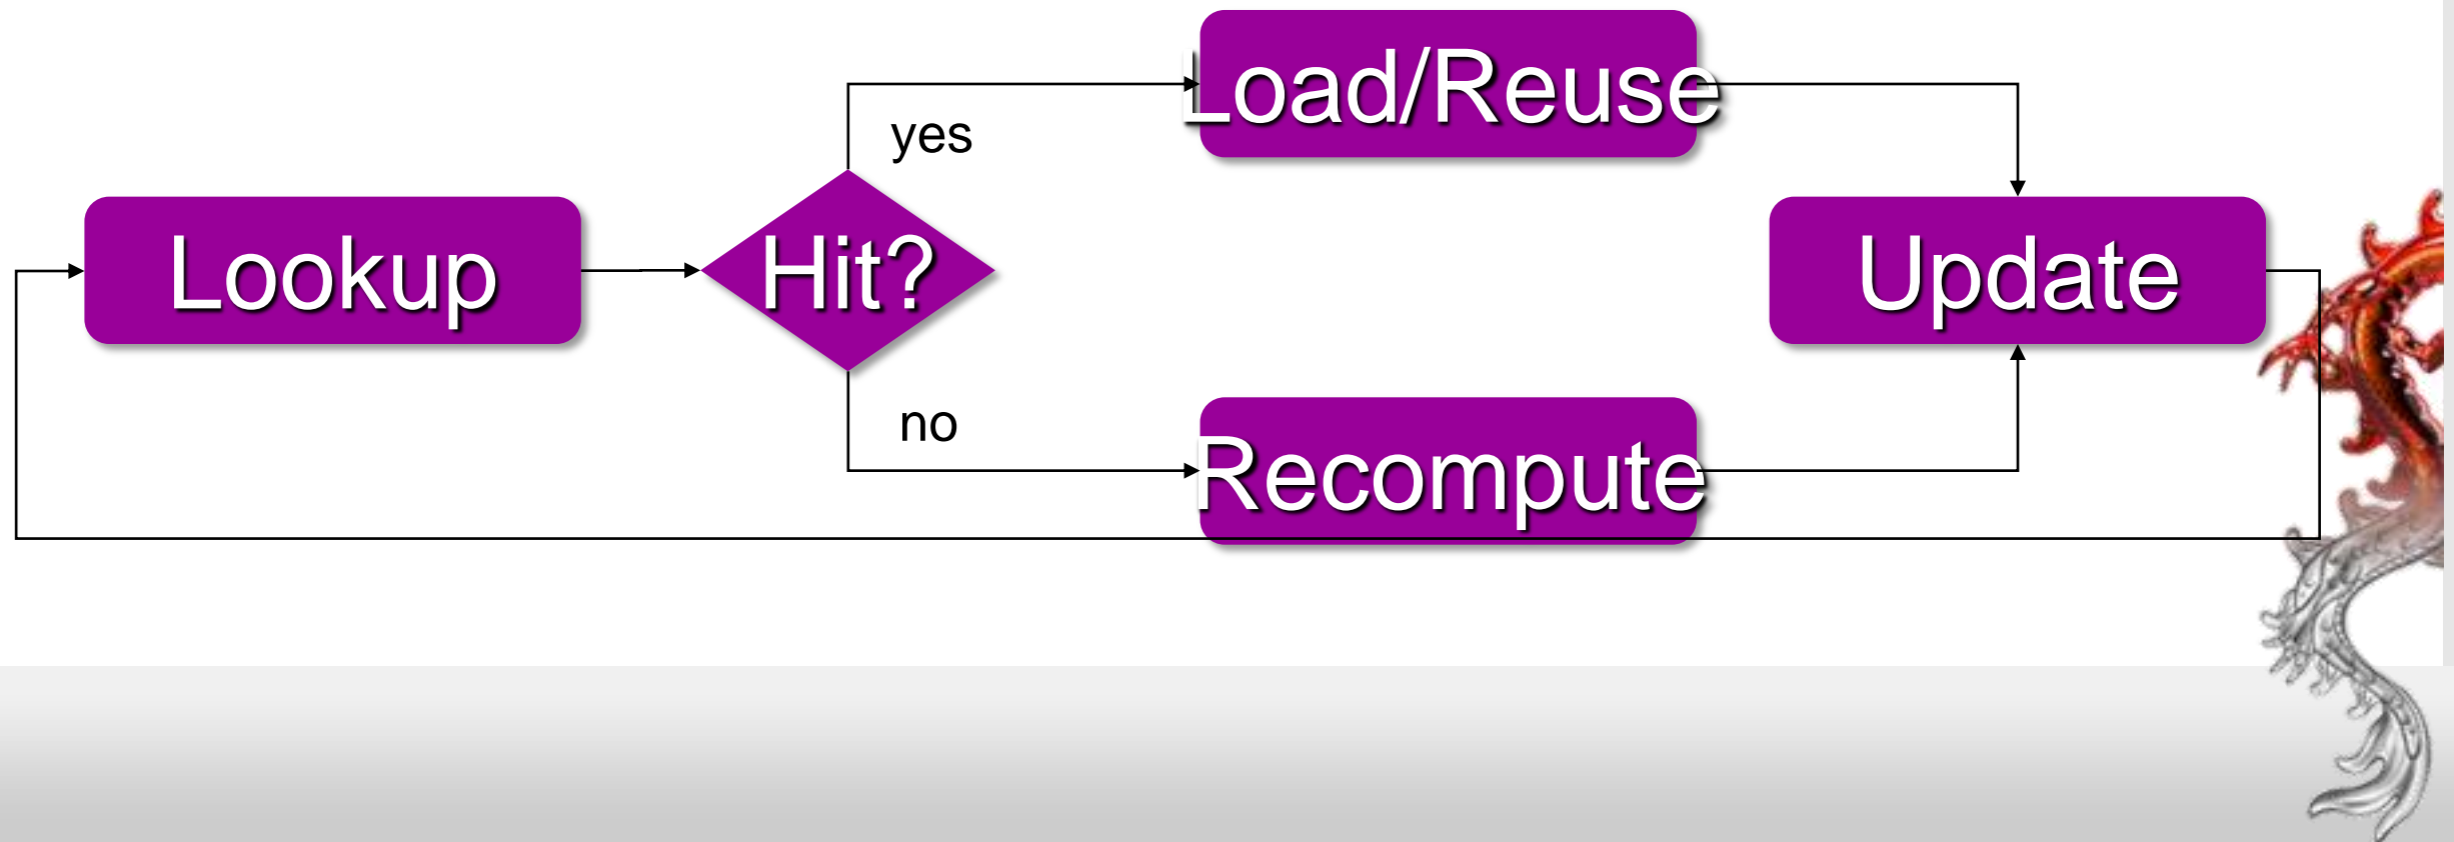 Load/Reuse
yes
Lookup
Hit?
Update
no
Recompute